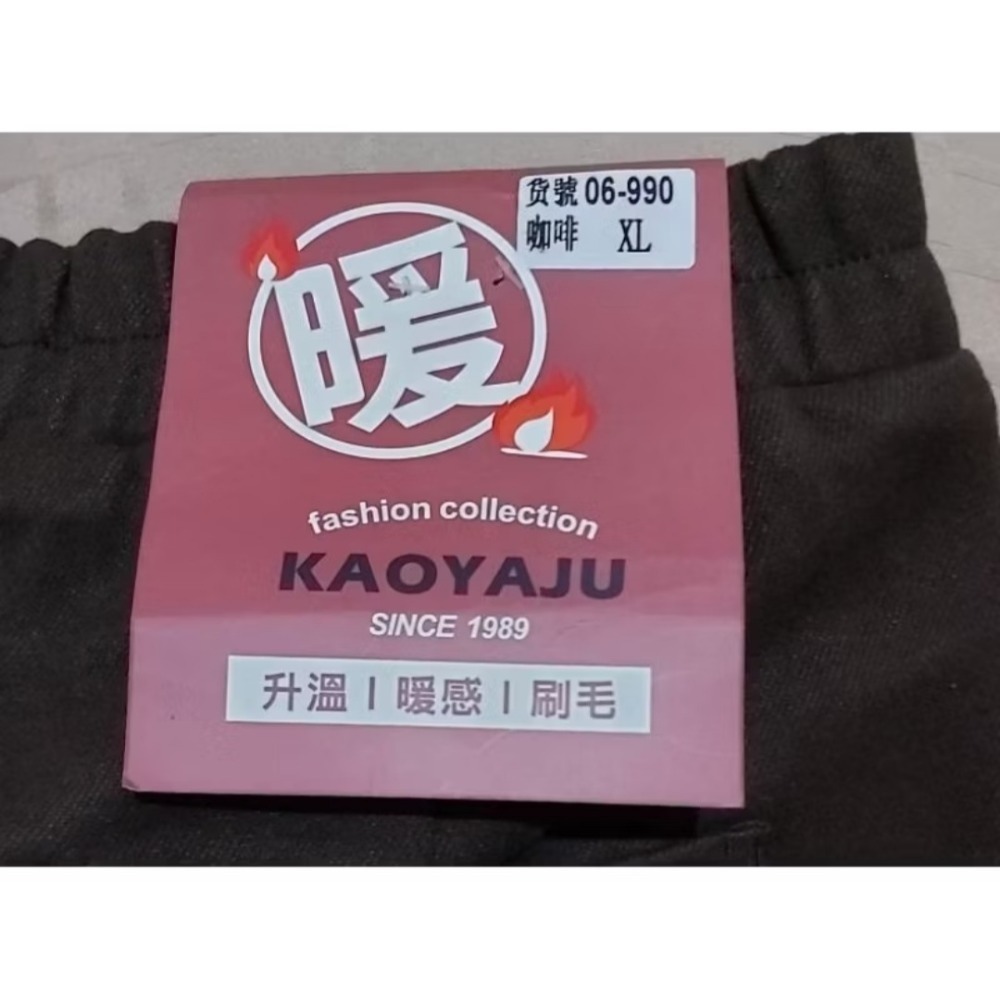 货號 06-990
咖啡 XL
暖
fashion collection
KAOYAJU
SINCE 1989
升溫 | 暖感 | 刷毛